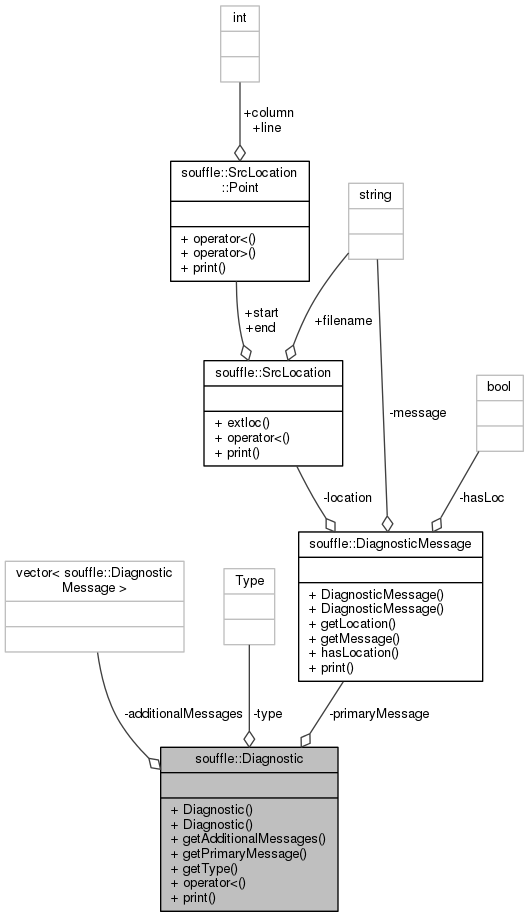 int
+column
+line
souffle::SrcLocation
::Point
+ operator<()
+ operator>()
+ print()
string
+start
+end
+filename
souffle::SrcLocation
+ extloc()
+ operator<()
+ print()
bool
-message
-location
-hasLoc
souffle::DiagnosticMessage
+ DiagnosticMessage()
+ DiagnosticMessage()
+ getLocation()
+ getMessage()
+ hasLocation()
+ print()
vector< souffle::Diagnostic
Message >
Type
-additionalMessages
-type
-primaryMessage
souffle::Diagnostic
+ Diagnostic()
+ Diagnostic()
+ getAdditionalMessages()
+ getPrimaryMessage()
+ getType()
+ operator<()
+ print()